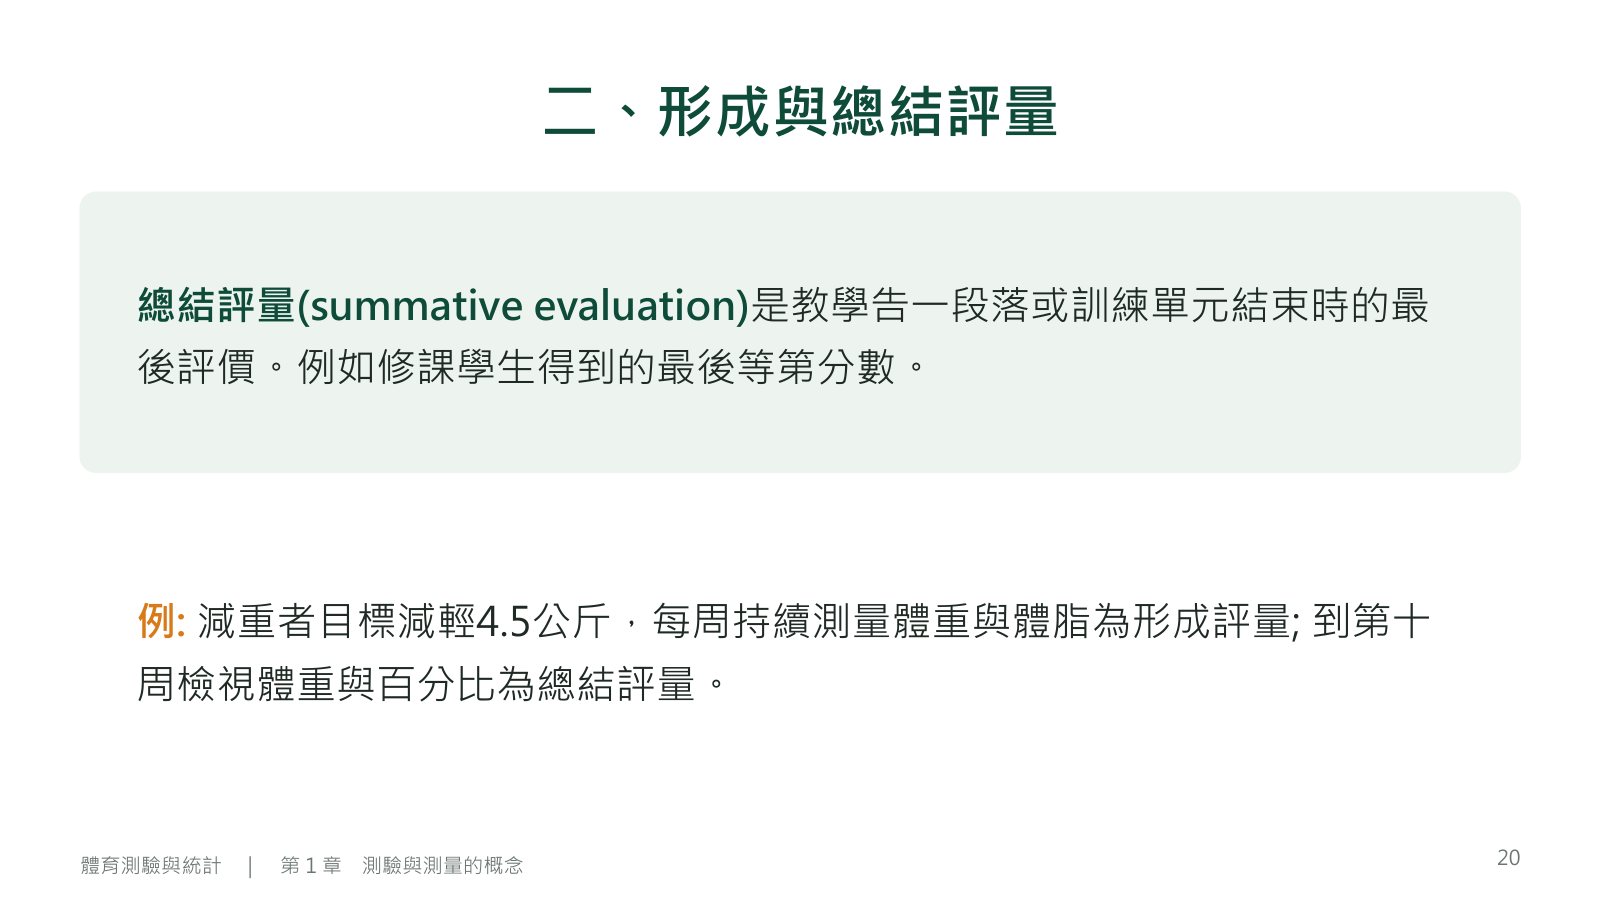 二、形成與總結評量
總結評量(summative evaluation)是教學告一段落或訓練單元結束時的最
後評價。例如修課學生得到的最後等第分數。
例: 減重者目標減輕4.5公斤，每周持續測量體重與體脂為形成評量; 到第十
周檢視體重與百分比為總結評量。
體育測驗與統計　|　第 1 章　測驗與測量的概念
20